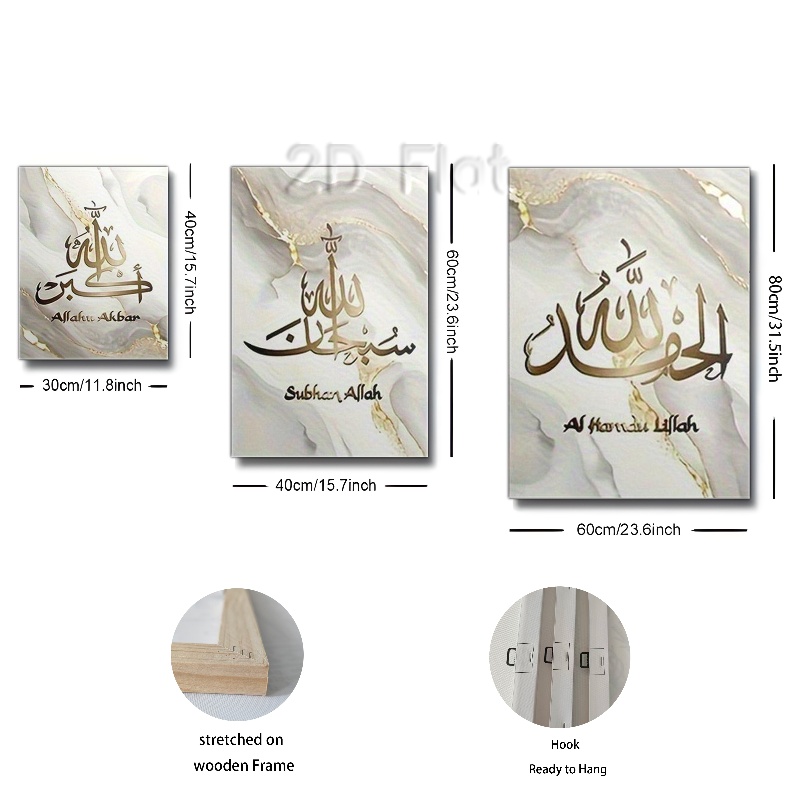 2D Flat
الله أكبر
Allahu Akbar
40cm/15.7inch
30cm/11.8inch
سبحان الله
Subhan Allah
60cm/23.6inch
40cm/15.7inch
الحمد لله
Al Hamdu Lillah
80cm/31.5inch
60cm/23.6inch
stretched on
wooden Frame
Hook
Ready to Hang